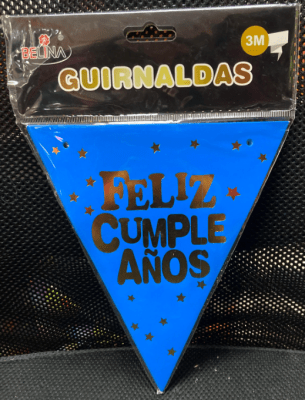 BELINA
3M
GUIRNALDAS
FELIZ
CUMPLE
AÑOS